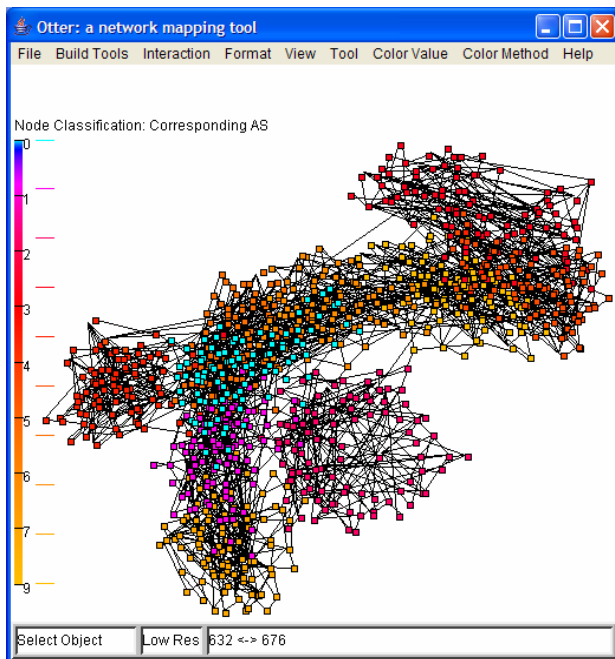 Otter: a network mapping tool
File Build Tools Interaction Format View Tool Color Value Color Method Help
Node Classification: Corresponding AS
0
1
2
3
4
5
6
7
9
Select Object Low Res 632 <-> 676